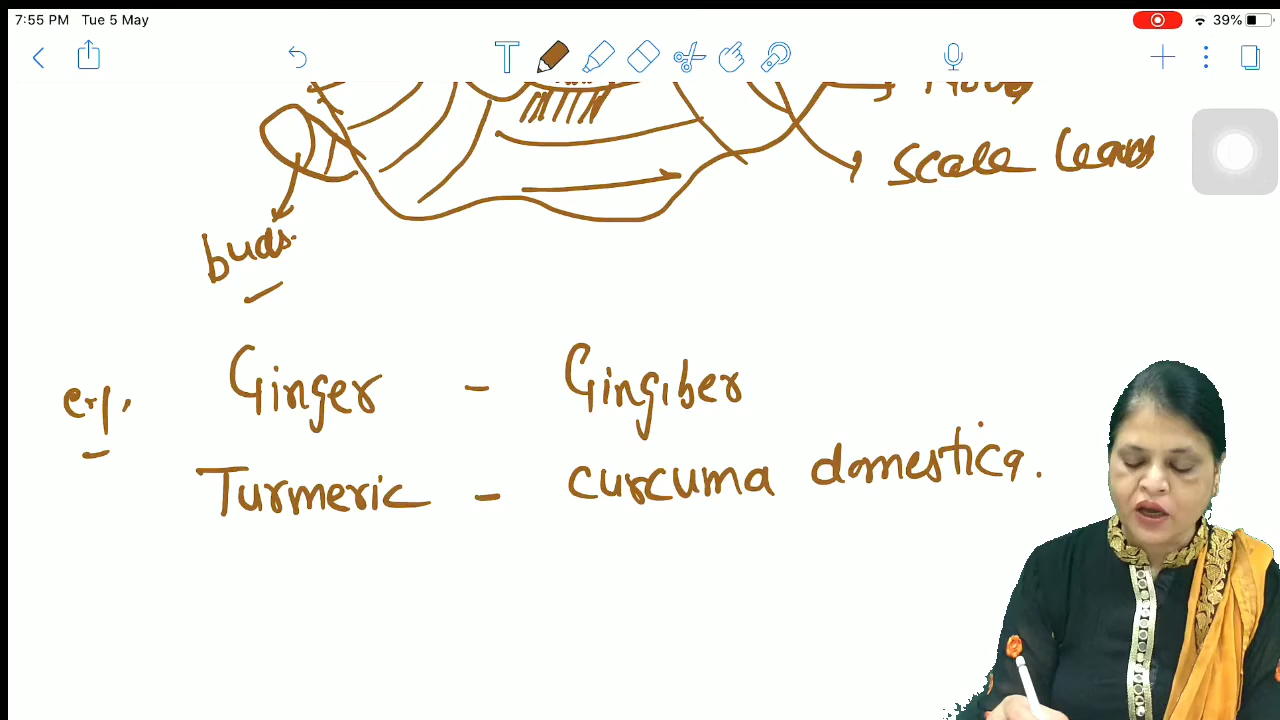 7:55 PM Tue 5 May
39%
T
Scale leaves
buds.
Ginger - Gingiber
Turmeric - curcuma domestica.